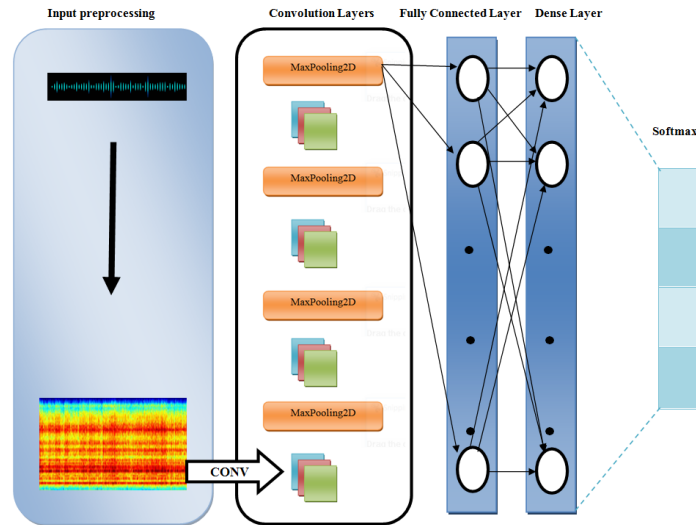 Input preprocessing
Convolution Layers
Fully Connected Layer
Dense Layer
MaxPooling2D
MaxPooling2D
MaxPooling2D
MaxPooling2D
CONV
Softmax